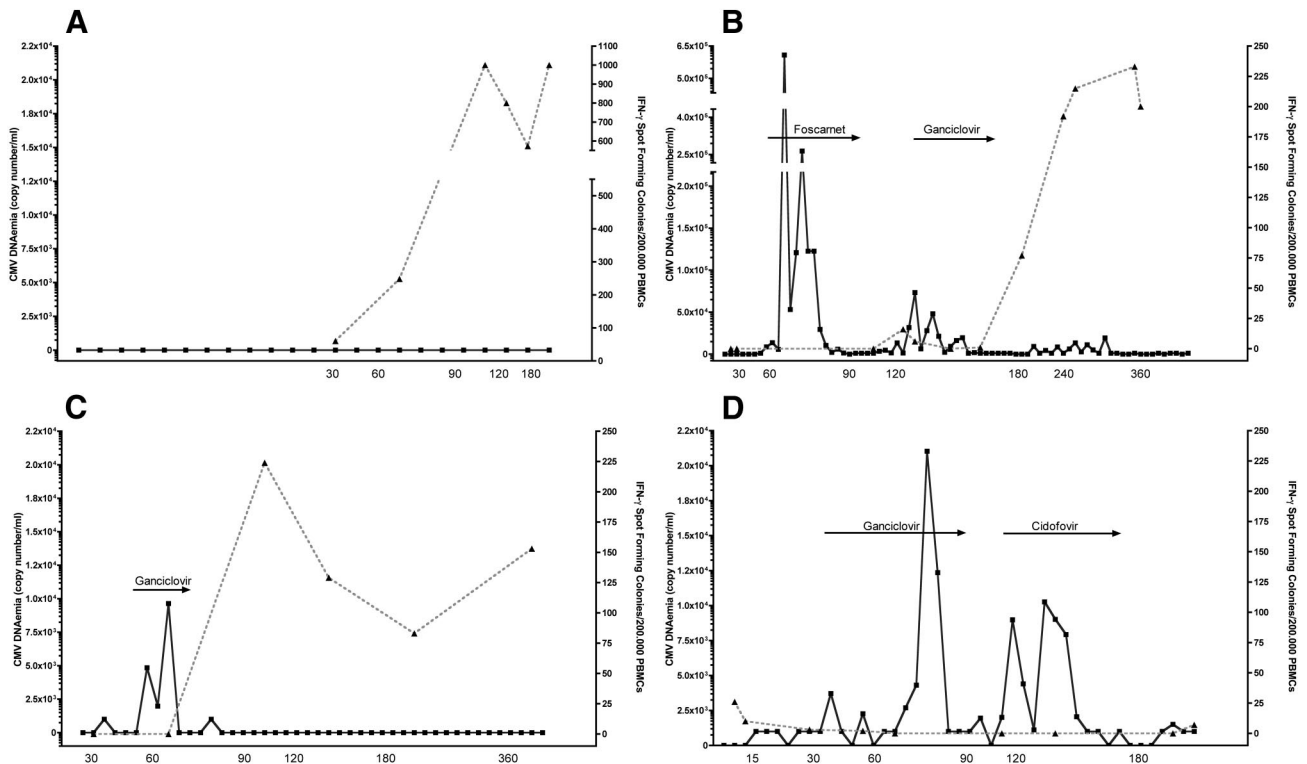 A
2.2x10⁴
2.0x10⁴
1.8x10⁴
1.5x10⁴
1.2x10⁴
1.0x10⁴
7.5x10³
5.0x10³
2.5x10³
0
CMV DNAemia (copy number/ml)
1100
1000
900
800
700
600
500
400
300
200
100
0
IFN-γ Spot Forming Colonies/200.000 PBMCs
30 60 90 120 180
B
6.5x10⁵
5.0x10⁵
4.0x10⁵
2.5x10⁵
2.0x10⁵
1.5x10⁵
1.0x10⁵
5.0x10⁴
0
CMV DNAemia (copy number/ml)
Foscarnet
Ganciclovir
250
225
200
175
150
125
100
75
50
25
0
IFN-γ Spot Forming Colonies/200.000 PBMCs
30 60 90 120 180 240 360
C
2.2x10⁴
2.0x10⁴
1.8x10⁴
1.5x10⁴
1.2x10⁴
1.0x10⁴
7.5x10³
5.0x10³
2.5x10³
0
CMV DNAemia (copy number/ml)
Ganciclovir
250
225
200
175
150
125
100
75
50
25
0
IFN-γ Spot Forming Colonies/200.000 PBMCs
30 60 90 120 180 360
D
2.2x10⁴
2.0x10⁴
1.8x10⁴
1.5x10⁴
1.2x10⁴
1.0x10⁴
7.5x10³
5.0x10³
2.5x10³
0
CMV DNAemia (copy number/ml)
Ganciclovir
Cidofovir
250
225
200
175
150
125
100
75
50
25
0
IFN-γ Spot Forming Colonies/200.000 PBMCs
15 30 60 90 120 180